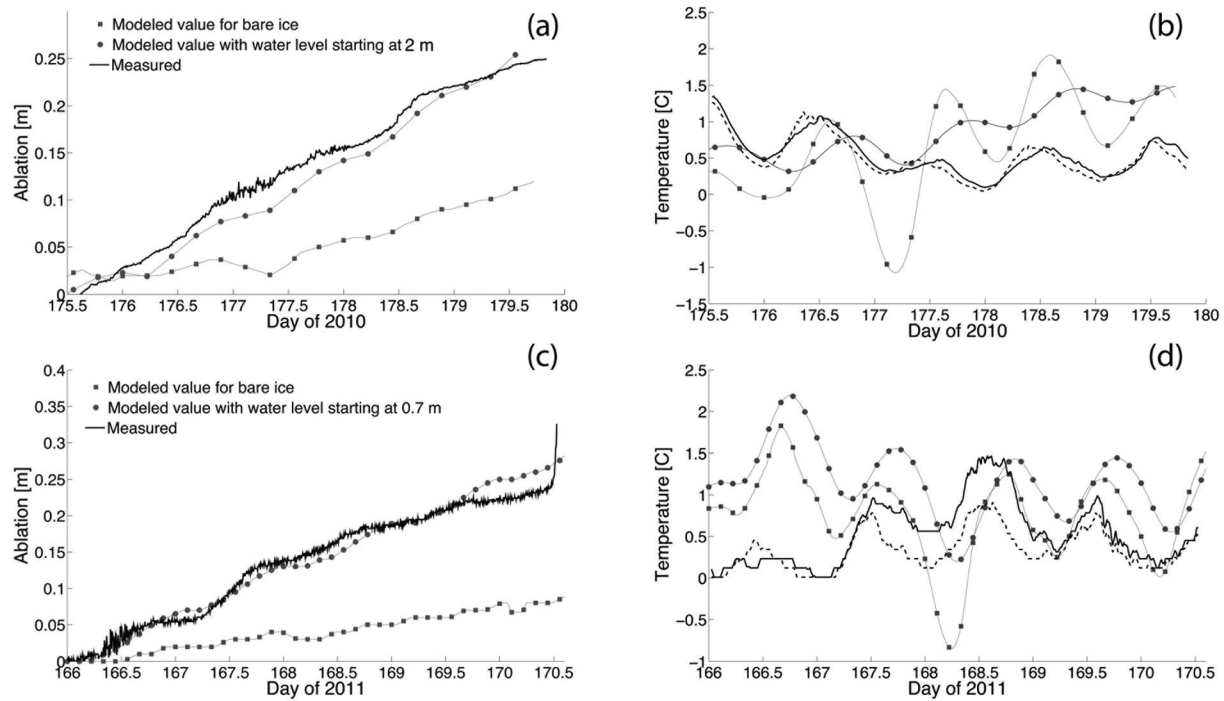 (a)
Modeled value for bare ice
Modeled value with water level starting at 2 m
Measured
Ablation [m]
0.25
0.2
0.15
0.1
0.05
0
175.5 176 176.5 177 177.5 178 178.5 179 179.5 180
Day of 2010
(b)
Temperature [C]
2.5
2
1.5
1
0.5
0
−0.5
−1
−1.5
175.5 176 176.5 177 177.5 178 178.5 179 179.5 180
Day of 2010
(c)
Modeled value for bare ice
Modeled value with water level starting at 0.7 m
Measured
Ablation [m]
0.4
0.35
0.3
0.25
0.2
0.15
0.1
0.05
0
166 166.5 167 167.5 168 168.5 169 169.5 170 170.5
Day of 2011
(d)
Temperature [C]
2.5
2
1.5
1
0.5
0
−0.5
−1
166 166.5 167 167.5 168 168.5 169 169.5 170 170.5
Day of 2011